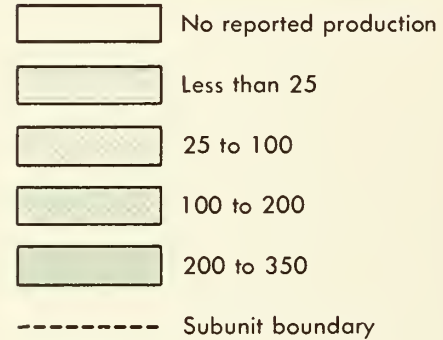 No reported production
Less than 25
25 to 100
100 to 200
200 to 350
Subunit boundary